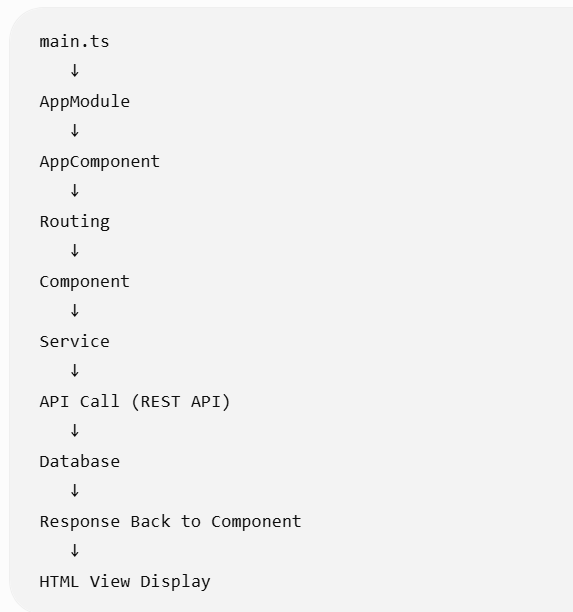 main.ts
↓
AppModule
↓
AppComponent
↓
Routing
↓
Component
↓
Service
↓
API Call (REST API)
↓
Database
↓
Response Back to Component
↓
HTML View Display